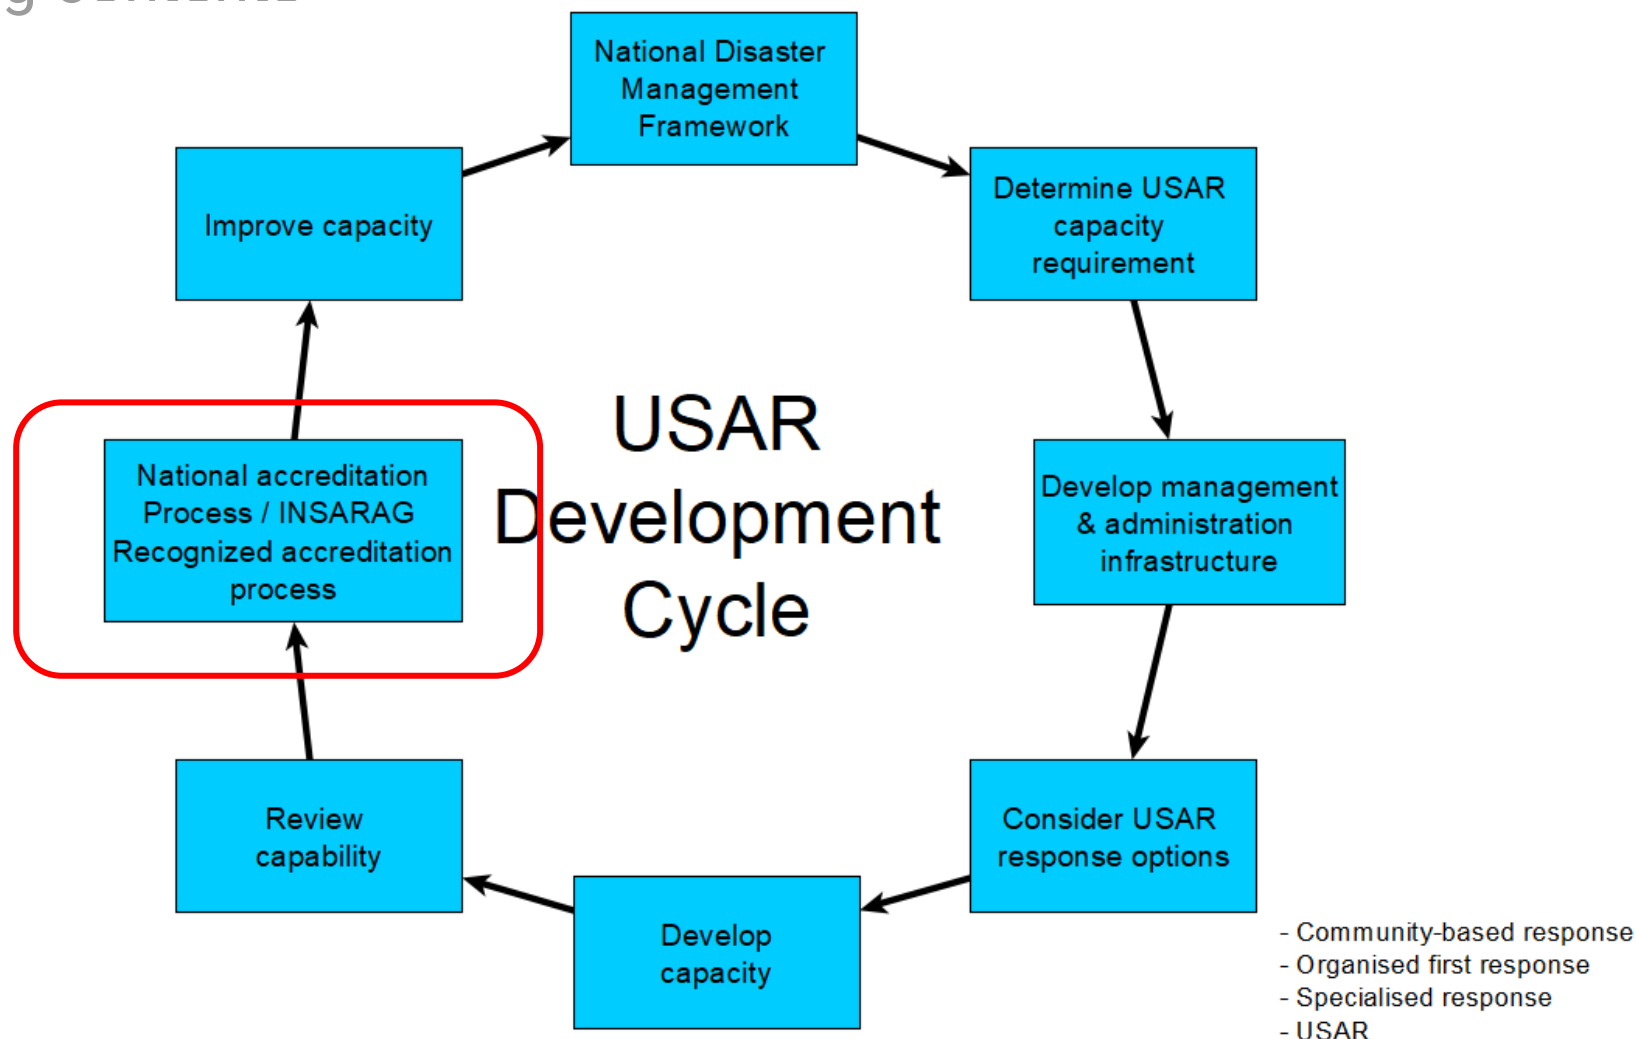 National Disaster
Management
Framework
Determine USAR
capacity
requirement
Develop management
& administration
infrastructure
Consider USAR
response options
- Community-based response
- Organised first response
- Specialised response
- USAR
Develop
capacity
Review
capability
National accreditation
Process / INSARAG
Recognized accreditation
process
Improve capacity
USAR
Development
Cycle